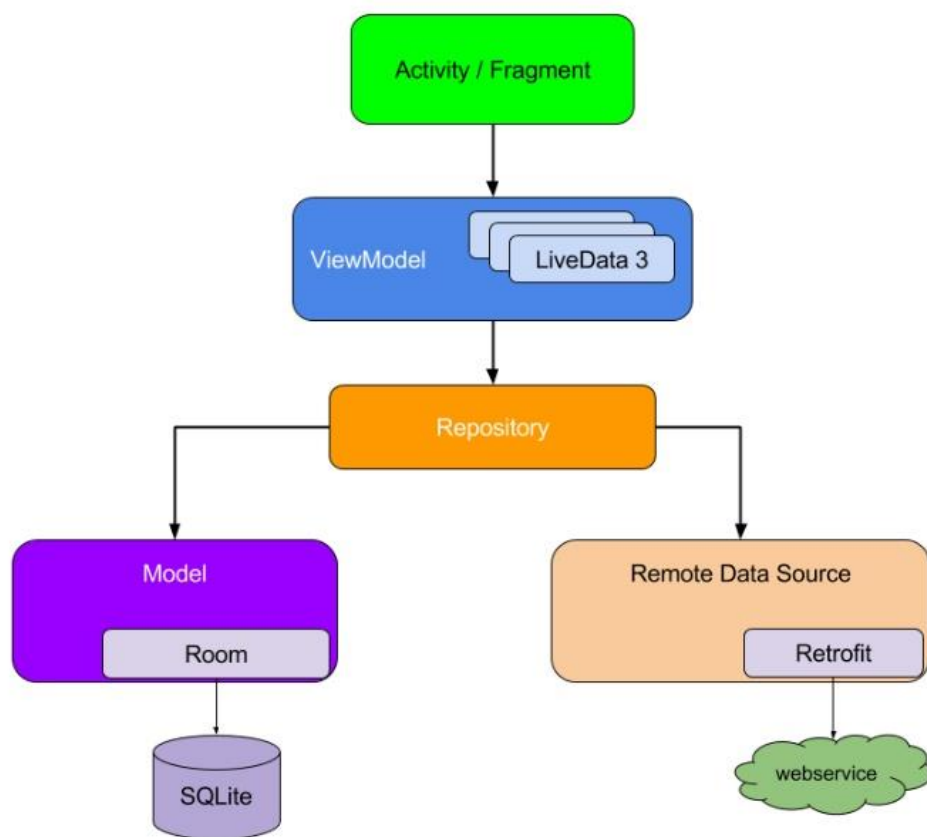 Activity / Fragment
ViewModel
LiveData 3
Repository
Model
Remote Data Source
Room
Retrofit
SQLite
webservice